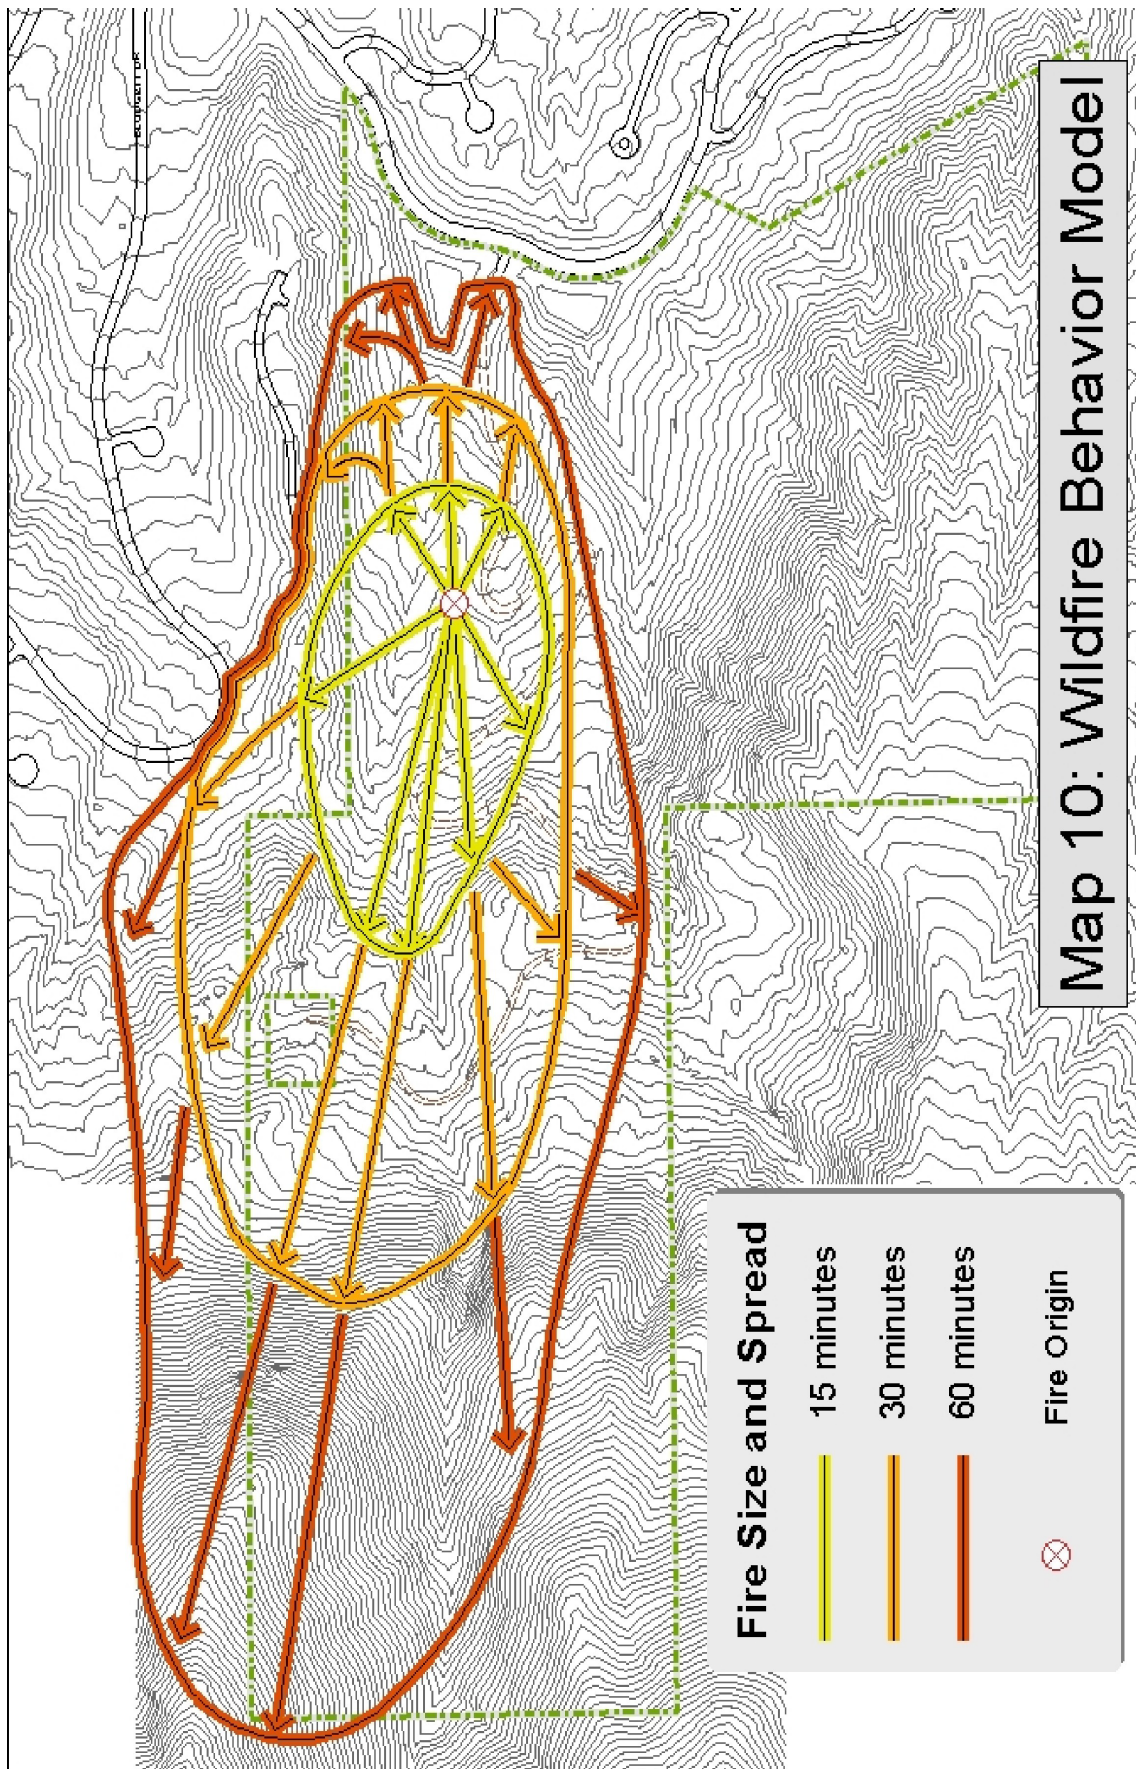 Fire Size and Spread
15 minutes
30 minutes
60 minutes
Fire Origin
Map 10: Wildfire Behavior Model